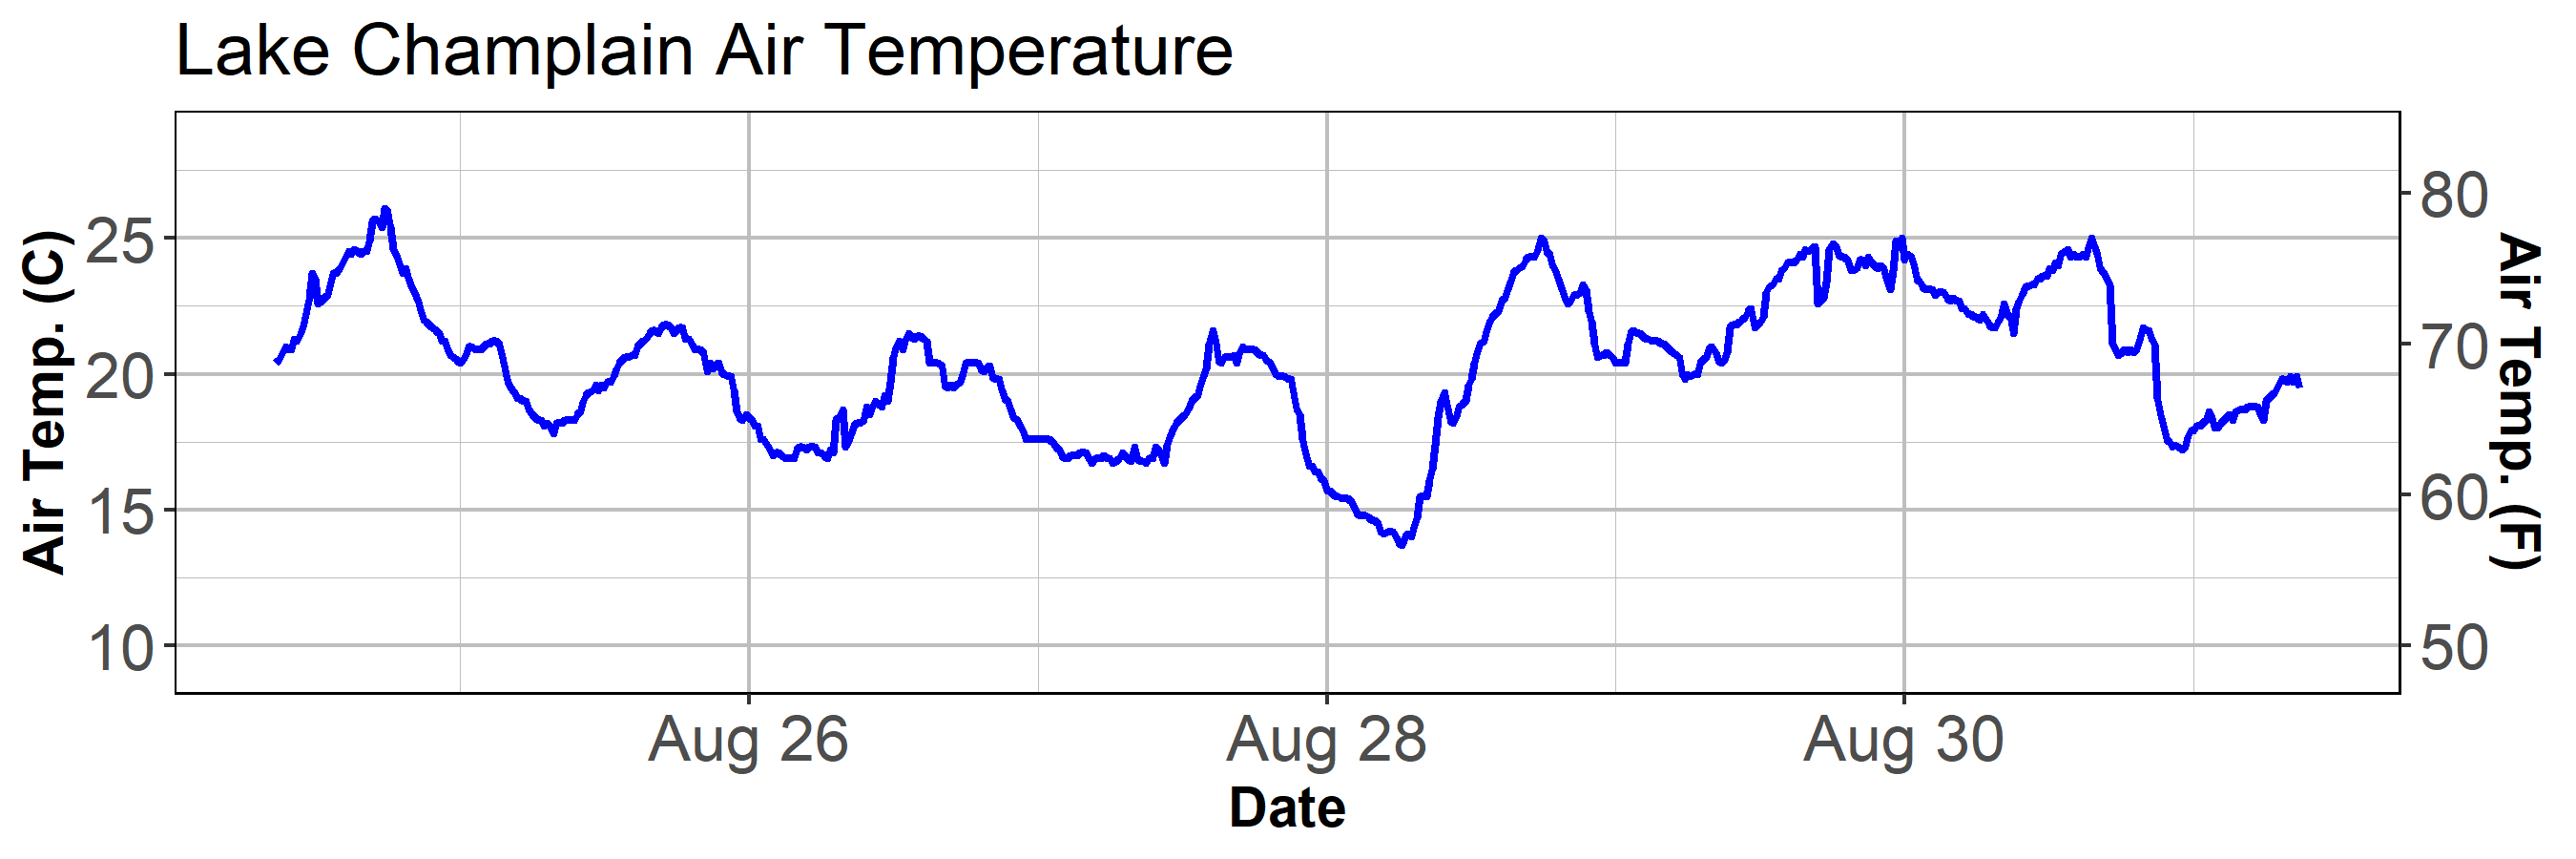 Lake Champlain Air Temperature
Air Temp. (C)
25
20
15
10
80
70
60
50
Air Temp. (F)
Aug 26
Aug 28
Aug 30
Date